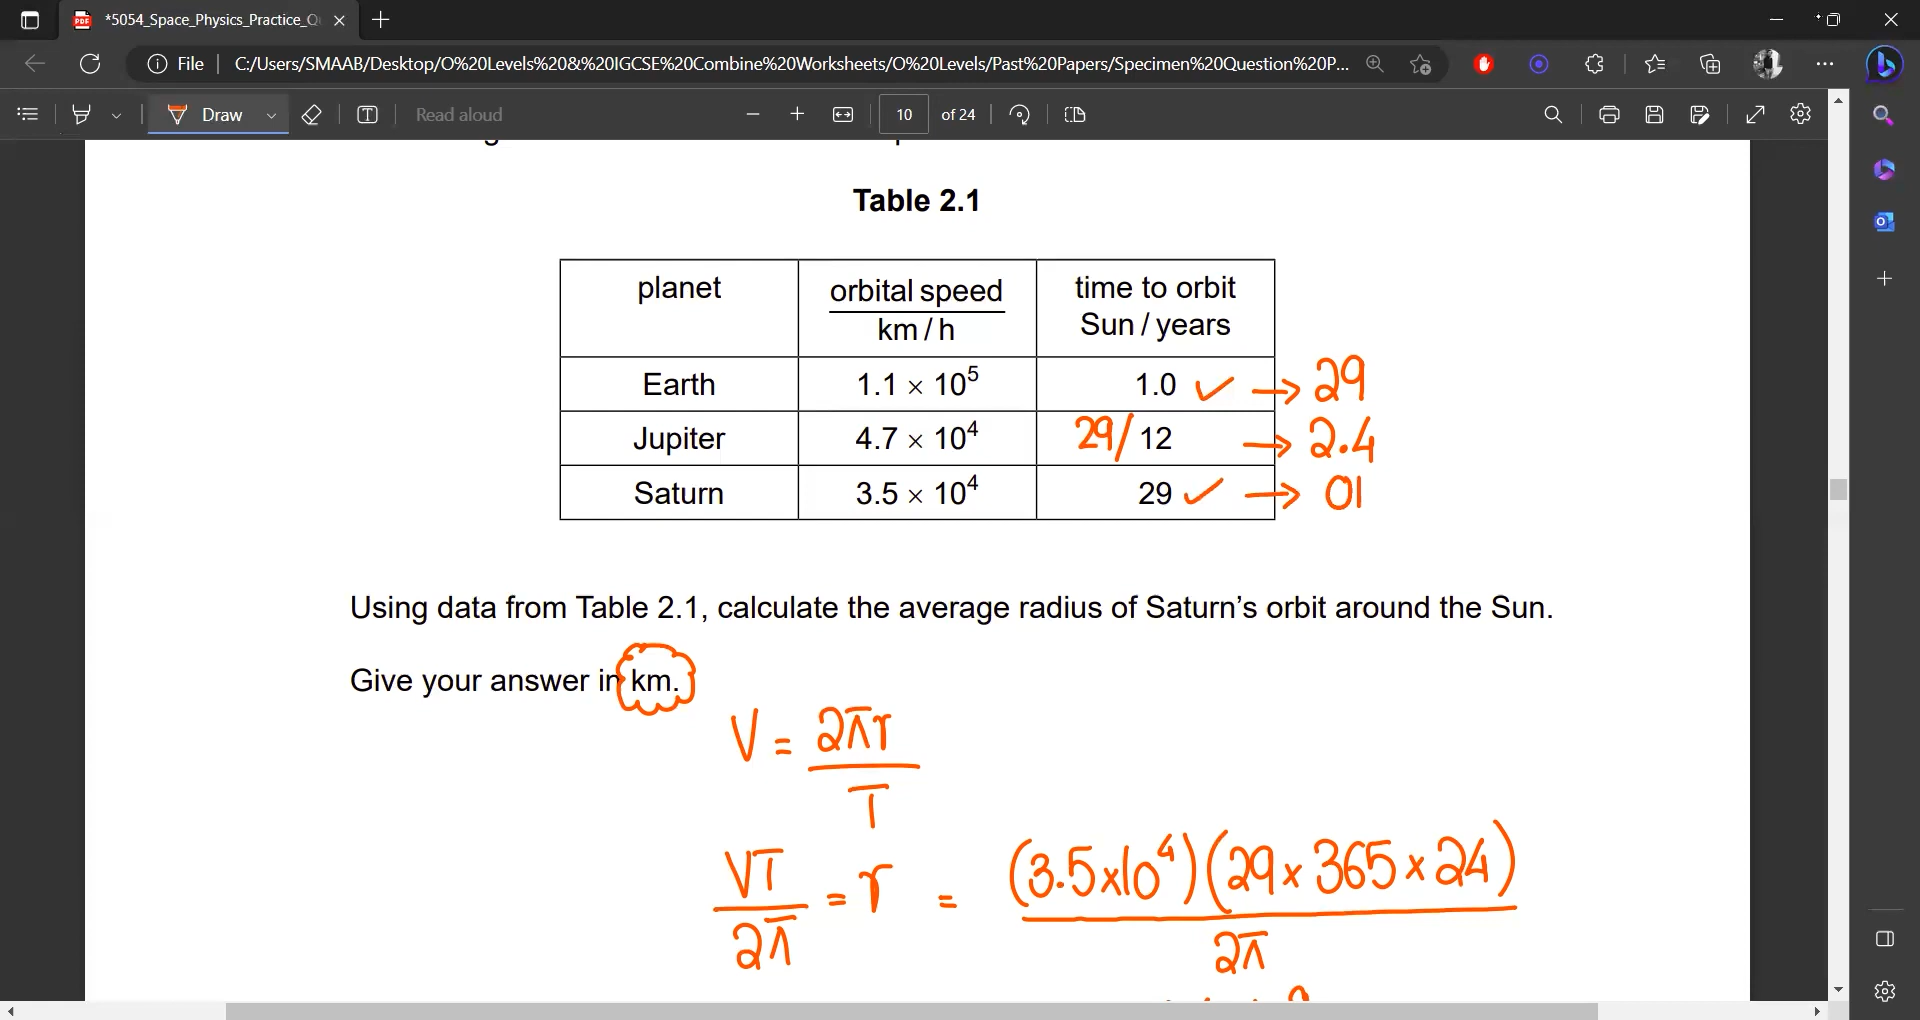 *5054_Space_Physics_Practice_Q
File
C:/Users/SMAAB/Desktop/O%20Levels%20&%20IGCSE%20Combine%20Worksheets/O%20Levels/Past%20Papers/Specimen%20Question%20P...
Draw
Read aloud
10 of 24
Table 2.1
planet orbital speed time to orbit
km / h Sun / years
Earth 1.1 × 10⁵ 1.0 ✓ → 29
Jupiter 4.7 × 10⁴ 29/ 12 → 2.4
Saturn 3.5 × 10⁴ 29 ✓ → 01
Using data from Table 2.1, calculate the average radius of Saturn’s orbit around the Sun.
Give your answer in km.
V = 2πr
T
VT = r = (3.5×10⁴)(29×365×24)
2π 2π